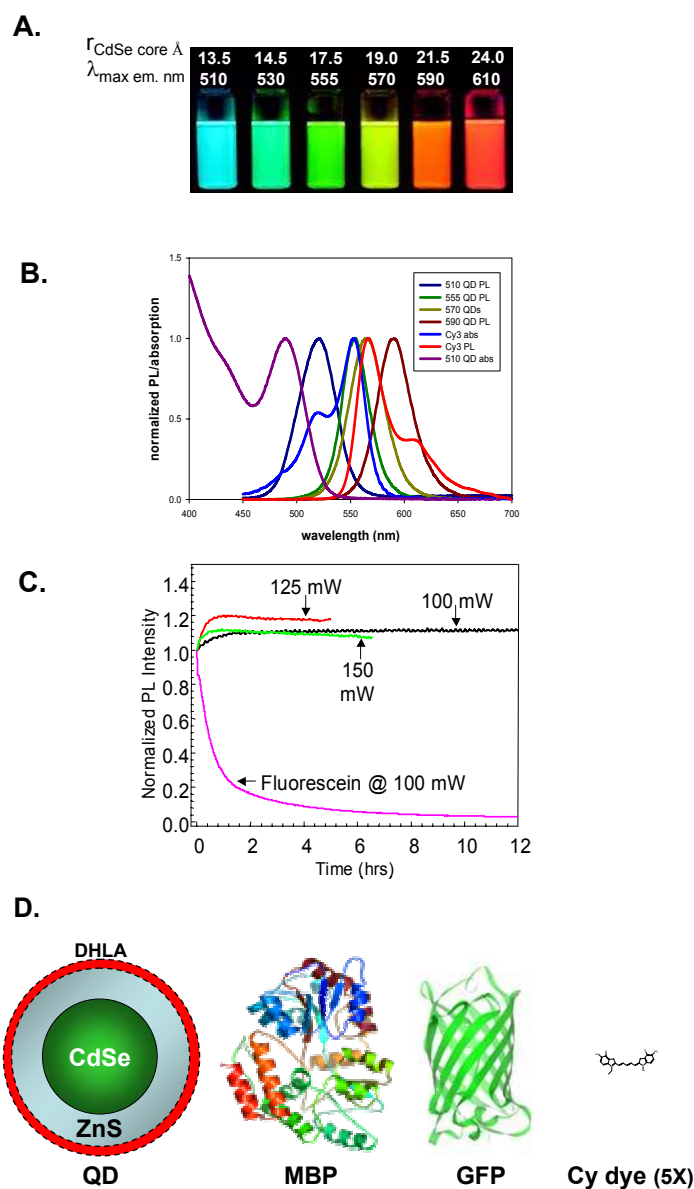 A.
rCdSe core Å 13.5 14.5 17.5 19.0 21.5 24.0
λmax em. nm 510 530 555 570 590 610
B.
normalized PL/absorption
1.5
1.0
0.5
0.0
400 450 500 550 600 650 700
wavelength (nm)
510 QD PL
555 QD PL
570 QDs
590 QD PL
Cy3 abs
Cy3 PL
510 QD abs
C.
Normalized PL Intensity
1.4
1.2
1.0
0.8
0.6
0.4
0.2
0.0
125 mW
100 mW
150
mW
Fluorescein @ 100 mW
0 2 4 6 8 10 12
Time (hrs)
D.
DHLA
CdSe
ZnS
QD MBP GFP Cy dye (5X)